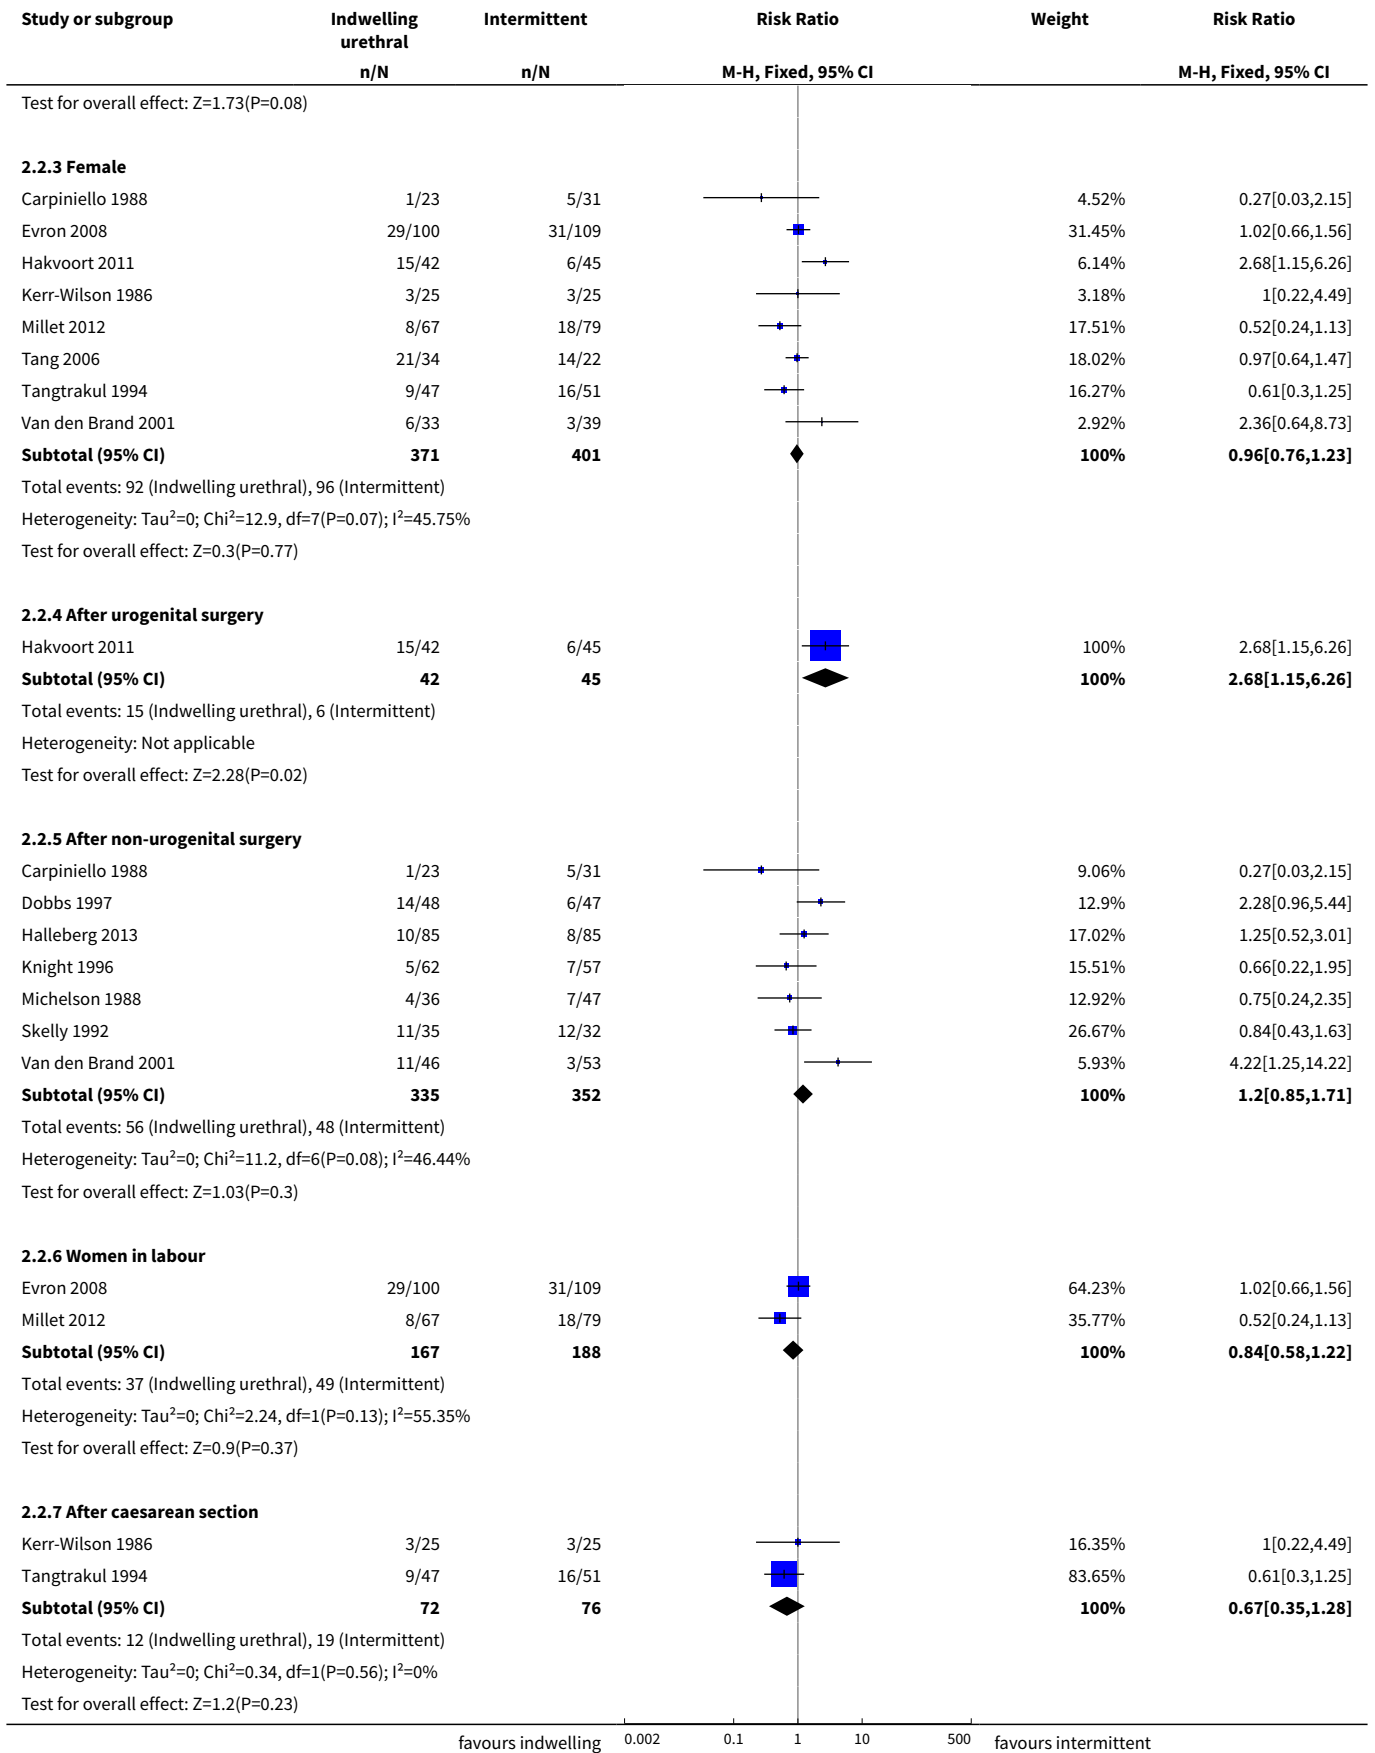 Study or subgroup Indwelling urethral Intermittent Risk Ratio Weight Risk Ratio
n/N n/N M-H, Fixed, 95% CI M-H, Fixed, 95% CI
Test for overall effect: Z=1.73(P=0.08)
2.2.3 Female
Carpiniello 1988 1/23 5/31 4.52% 0.27[0.03,2.15]
Evron 2008 29/100 31/109 31.45% 1.02[0.66,1.56]
Hakvoort 2011 15/42 6/45 6.14% 2.68[1.15,6.26]
Kerr-Wilson 1986 3/25 3/25 3.18% 1[0.22,4.49]
Millet 2012 8/67 18/79 17.51% 0.52[0.24,1.13]
Tang 2006 21/34 14/22 18.02% 0.97[0.64,1.47]
Tangtrakul 1994 9/47 16/51 16.27% 0.61[0.3,1.25]
Van den Brand 2001 6/33 3/39 2.92% 2.36[0.64,8.73]
Subtotal (95% CI) 371 401 100% 0.96[0.76,1.23]
Total events: 92 (Indwelling urethral), 96 (Intermittent)
Heterogeneity: Tau²=0; Chi²=12.9, df=7(P=0.07); I²=45.75%
Test for overall effect: Z=0.3(P=0.77)
2.2.4 After urogenital surgery
Hakvoort 2011 15/42 6/45 100% 2.68[1.15,6.26]
Subtotal (95% CI) 42 45 100% 2.68[1.15,6.26]
Total events: 15 (Indwelling urethral), 6 (Intermittent)
Heterogeneity: Not applicable
Test for overall effect: Z=2.28(P=0.02)
2.2.5 After non-urogenital surgery
Carpiniello 1988 1/23 5/31 9.06% 0.27[0.03,2.15]
Dobbs 1997 14/48 6/47 12.9% 2.28[0.96,5.44]
Halleberg 2013 10/85 8/85 17.02% 1.25[0.52,3.01]
Knight 1996 5/62 7/57 15.51% 0.66[0.22,1.95]
Michelson 1988 4/36 7/47 12.92% 0.75[0.24,2.35]
Skelly 1992 11/35 12/32 26.67% 0.84[0.43,1.63]
Van den Brand 2001 11/46 3/53 5.93% 4.22[1.25,14.22]
Subtotal (95% CI) 335 352 100% 1.2[0.85,1.71]
Total events: 56 (Indwelling urethral), 48 (Intermittent)
Heterogeneity: Tau²=0; Chi²=11.2, df=6(P=0.08); I²=46.44%
Test for overall effect: Z=1.03(P=0.3)
2.2.6 Women in labour
Evron 2008 29/100 31/109 64.23% 1.02[0.66,1.56]
Millet 2012 8/67 18/79 35.77% 0.52[0.24,1.13]
Subtotal (95% CI) 167 188 100% 0.84[0.58,1.22]
Total events: 37 (Indwelling urethral), 49 (Intermittent)
Heterogeneity: Tau²=0; Chi²=2.24, df=1(P=0.13); I²=55.35%
Test for overall effect: Z=0.9(P=0.37)
2.2.7 After caesarean section
Kerr-Wilson 1986 3/25 3/25 16.35% 1[0.22,4.49]
Tangtrakul 1994 9/47 16/51 83.65% 0.61[0.3,1.25]
Subtotal (95% CI) 72 76 100% 0.67[0.35,1.28]
Total events: 12 (Indwelling urethral), 19 (Intermittent)
Heterogeneity: Tau²=0; Chi²=0.34, df=1(P=0.56); I²=0%
Test for overall effect: Z=1.2(P=0.23)
favours indwelling 0.002 0.1 1 10 500 favours intermittent